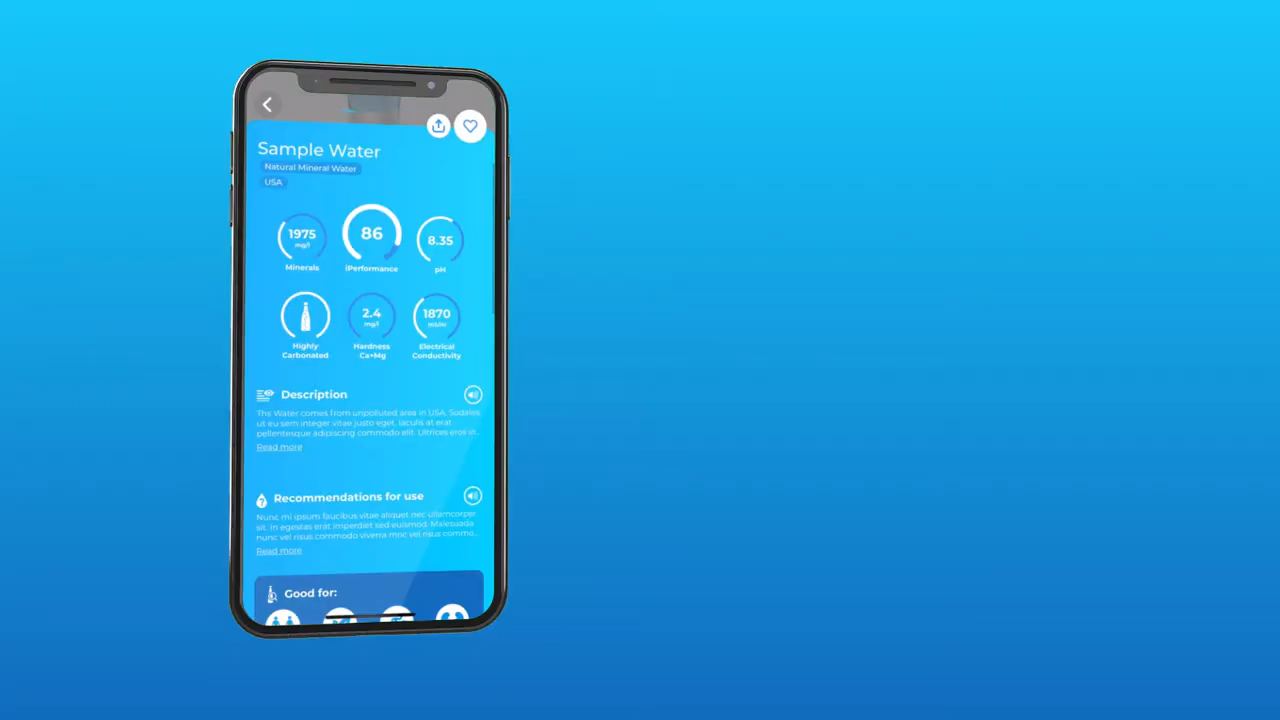 Sample Water
Natural Mineral Water
USA
1975
mg/l
Minerals
86
iPerformance
8.35
pH
Highly
Carbonated
2.4
mg/l
Hardness
Ca+Mg
1870
Electrical
Conductivity
Description
Ths Water comes from unpolluted area in USA. Sodales
ut eu sem integer vitae justo eget. Iaculis at erat
pellentesque adipiscing commodo elit. Ultrices eros in...
Read more
Recommendations for use
Nunc mi ipsum faucibus vitae aliquet nec ullamcorper
sit. In egestas erat imperdiet sed euismod. Malesuada
nunc vel risus commodo viverra mnc vel risus commo...
Read more
Good for: